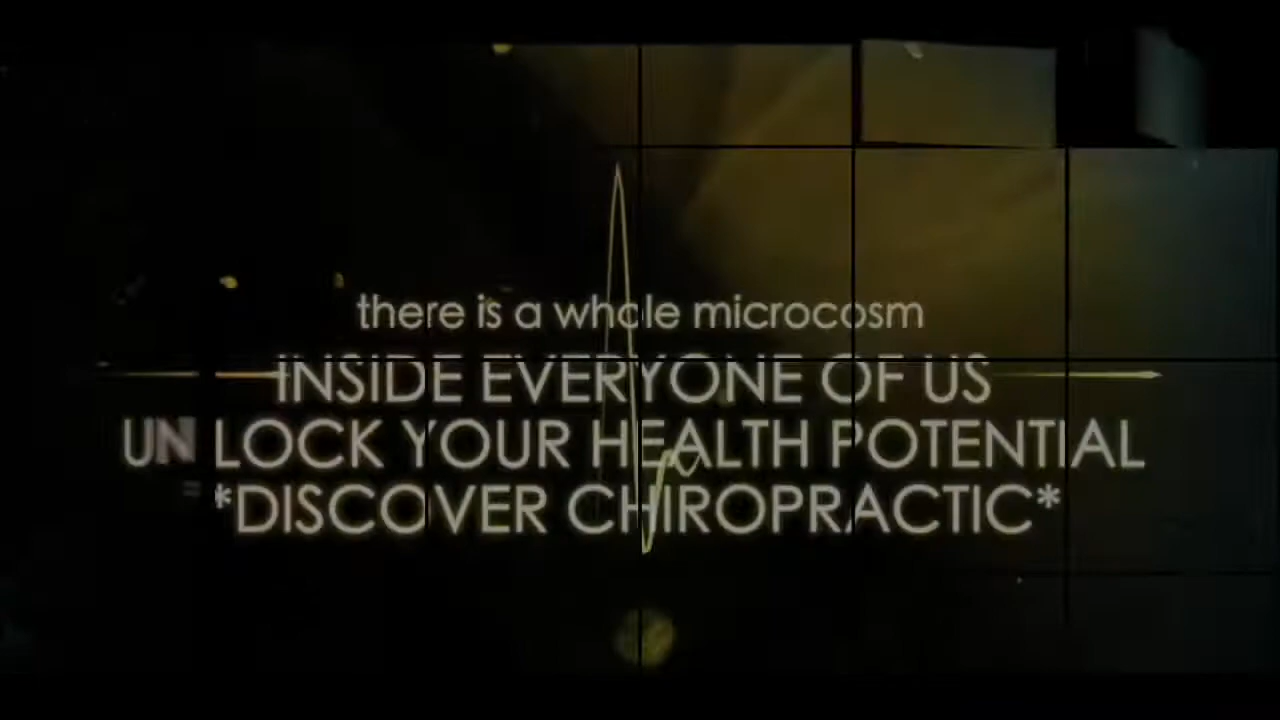 there is a whole microcosm
INSIDE EVERYONE OF US
UN LOCK YOUR HEALTH POTENTIAL
*DISCOVER CHIROPRACTIC*